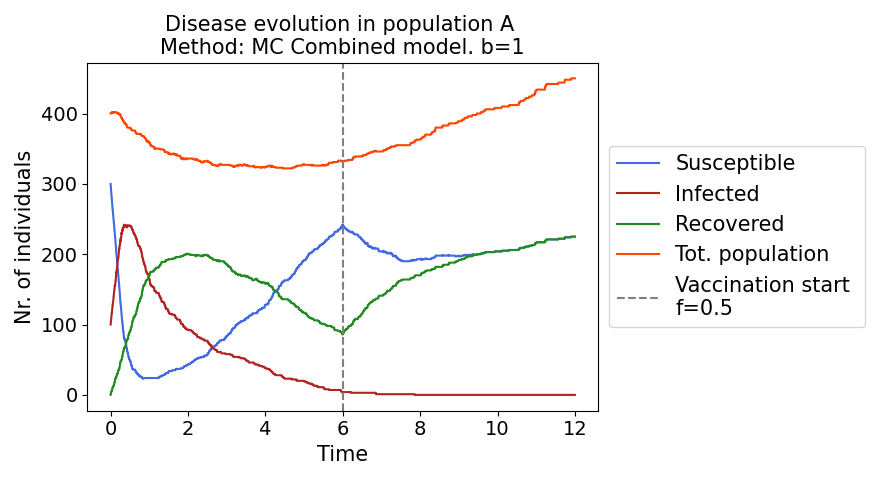 Disease evolution in population A
Method: MC Combined model. b=1
Nr. of individuals
400
300
200
100
0
0 2 4 6 8 10 12
Time
Susceptible
Infected
Recovered
Tot. population
Vaccination start
f=0.5